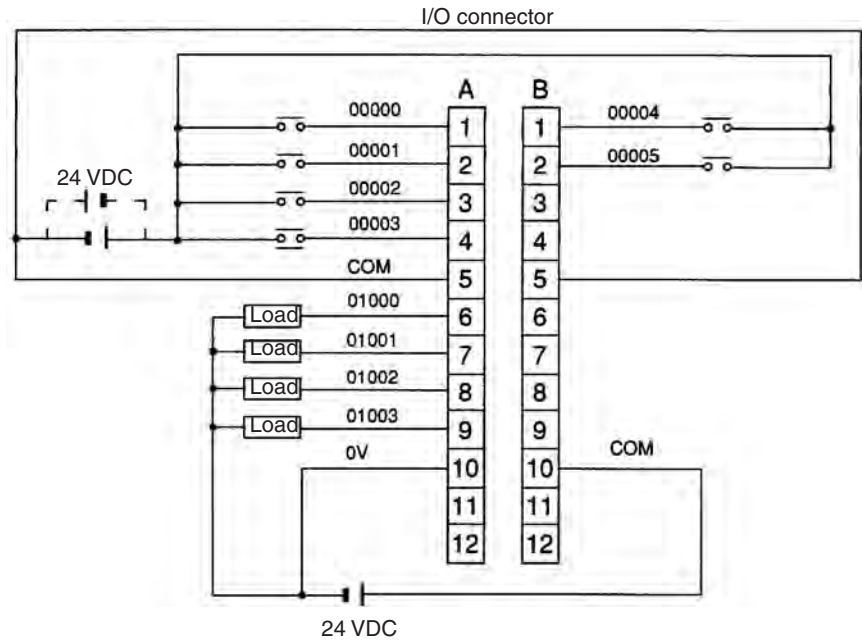 I/O connector
A B
00000 1 1 00004
00001 2 2 00005
24 VDC
00002 3 3
00003 4 4
COM 5 5
Load 01000 6 6
Load 01001 7 7
Load 01002 8 8
Load 01003 9 9
0V 10 10 COM
11 11
12 12
24 VDC